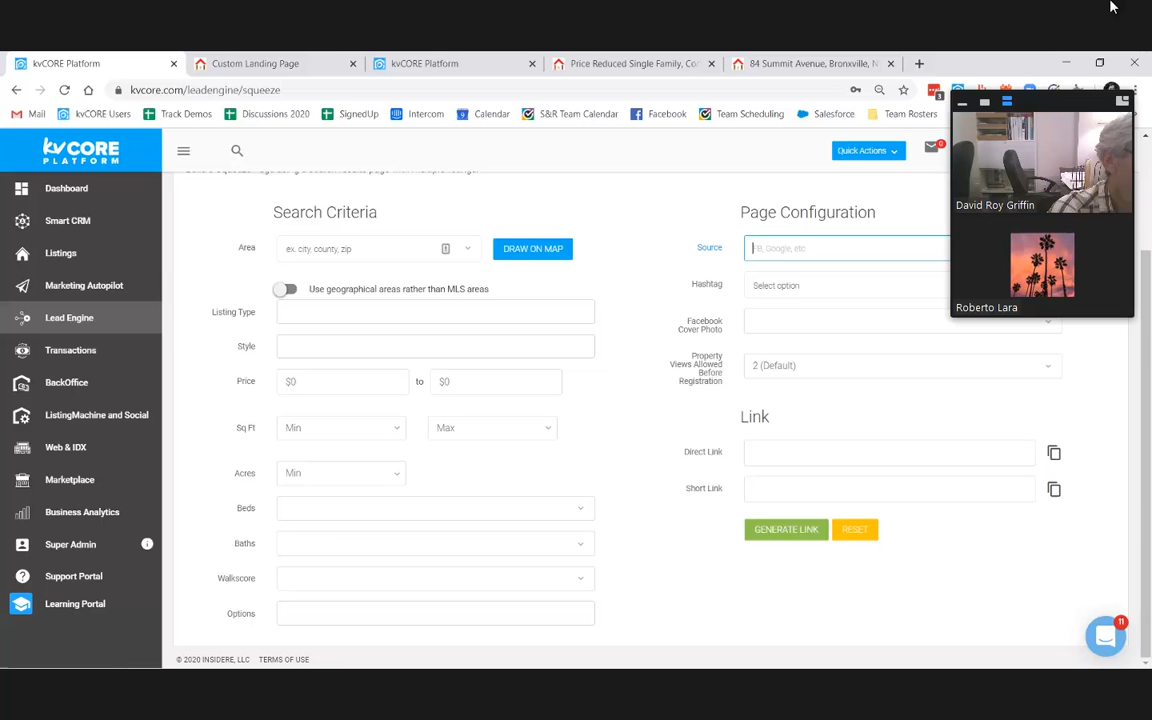 kvCORE Platform
Custom Landing Page
kvCORE Platform
Price Reduced Single Family, Co
84 Summit Avenue, Bronxville, N
kvcore.com/leadengine/squeeze
3
Mail
kvCORE Users
Track Demos
Discussions 2020
SignedUp
Intercom
Calendar
S&R Team Calendar
Facebook
Team Scheduling
Salesforce
Team Rosters
kvCORE
PLATFORM
Quick Actions
0
David Roy Griffin
Roberto Lara
Dashboard
Smart CRM
Listings
Marketing Autopilot
Lead Engine
Transactions
BackOffice
ListingMachine and Social
Web & IDX
Marketplace
Business Analytics
Super Admin
Support Portal
Learning Portal
Search Criteria
Area
ex. city, county, zip
DRAW ON MAP
Use geographical areas rather than MLS areas
Listing Type
Style
Price
$0
to
$0
Sq Ft
Min
Max
Acres
Min
Beds
Baths
Walkscore
Options
Page Configuration
Source
FB, Google, etc
Hashtag
Select option
Facebook
Cover Photo
Property
Views Allowed
Before
Registration
2 (Default)
Link
Direct Link
Short Link
GENERATE LINK
RESET
11
© 2020 INSIDERE, LLC
TERMS OF USE